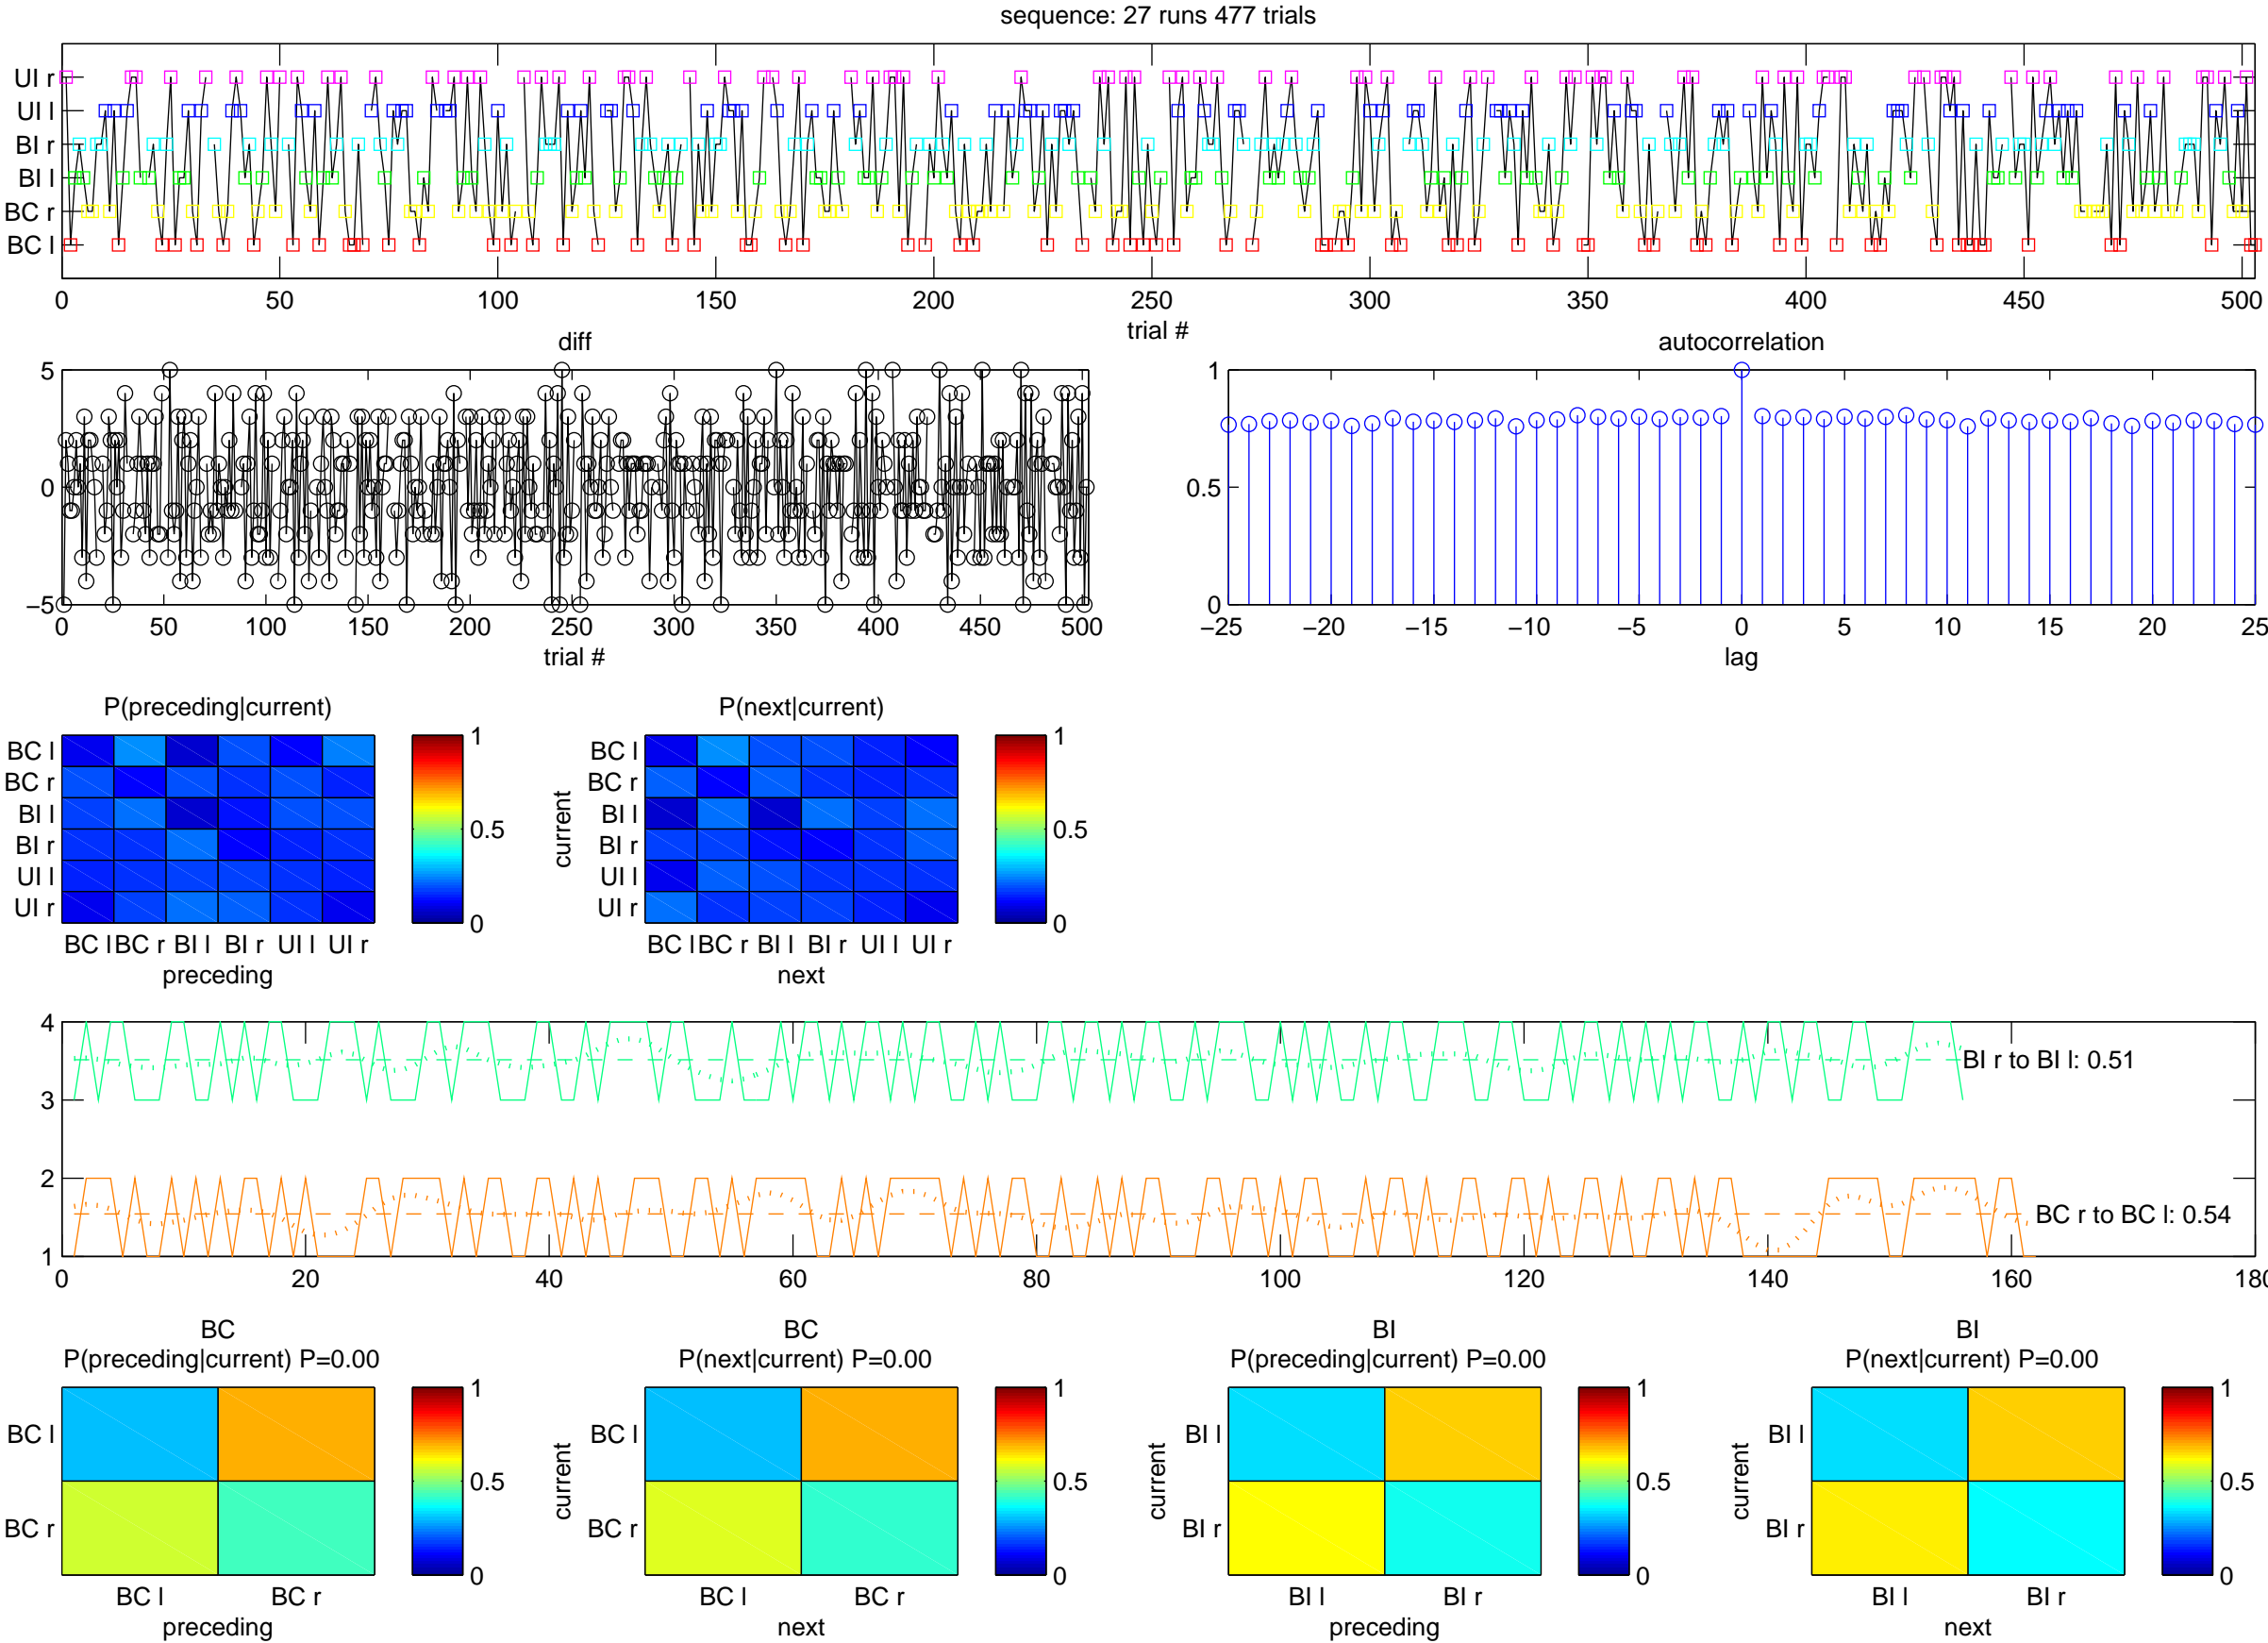 sequence: 27 runs 477 trials
UI r
UI l
BI r
BI l
BC r
BC l
0 50 100 150 200 250 300 350 400 450 500
trial #
diff
5
0
−5
0 50 100 150 200 250 300 350 400 450 500
trial #
autocorrelation
1
0.5
0
−25 −20 −15 −10 −5 0 5 10 15 20 25
lag
P(preceding|current)
BC l
BC r
BI l
BI r
UI l
UI r
BC l BC r BI l BI r UI l UI r
preceding
1
0.5
0
P(next|current)
current
BC l
BC r
BI l
BI r
UI l
UI r
BC l BC r BI l BI r UI l UI r
next
1
0.5
0
4
3
2
1
BI r to BI l: 0.51
BC r to BC l: 0.54
0 20 40 60 80 100 120 140 160 180
BC
P(preceding|current) P=0.00
BC l
BC r
BC l BC r
preceding
1
0.5
0
BC
P(next|current) P=0.00
current
BC l
BC r
BC l BC r
next
1
0.5
0
BI
P(preceding|current) P=0.00
current
BI l
BI r
BI l BI r
preceding
1
0.5
0
BI
P(next|current) P=0.00
current
BI l
BI r
BI l BI r
next
1
0.5
0